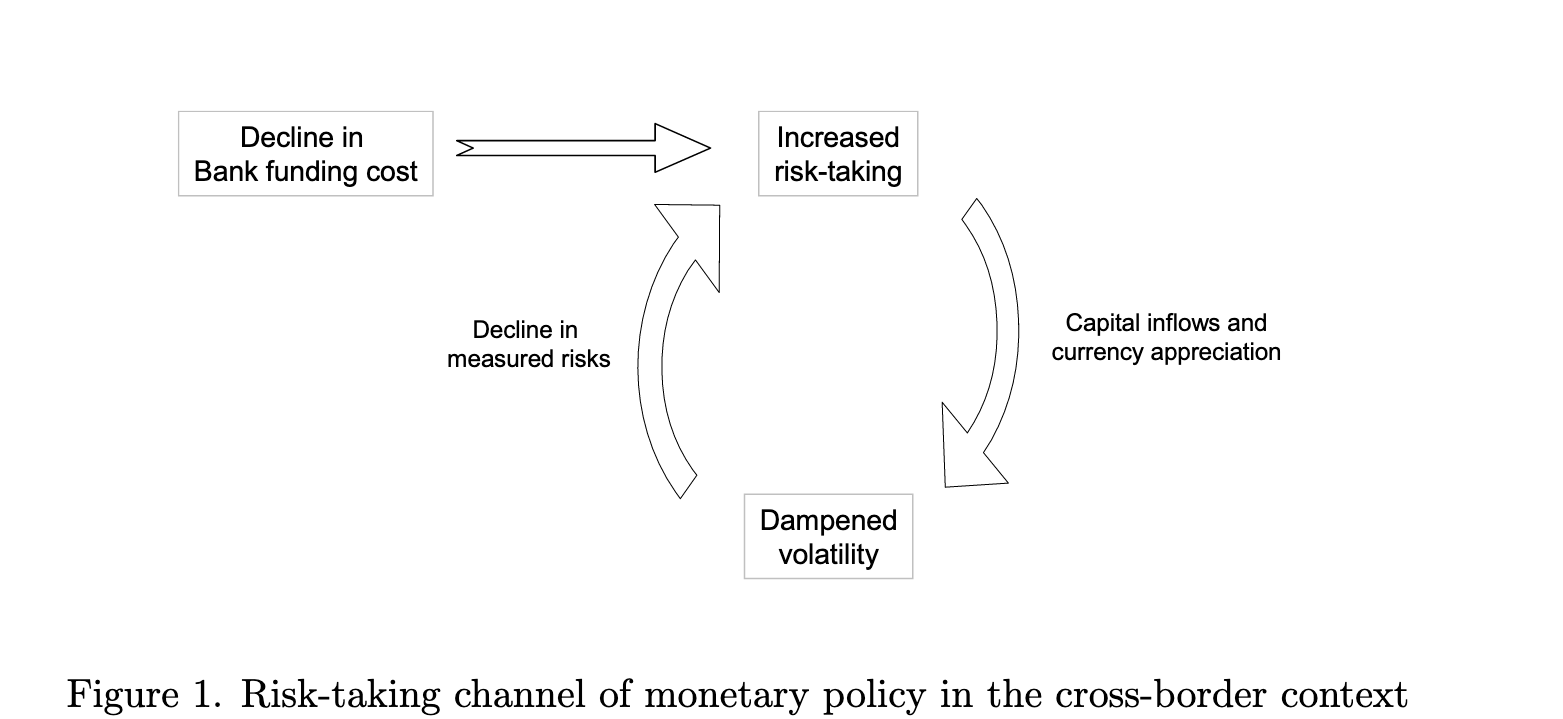 Decline in
Bank funding cost
Increased
risk-taking
Decline in
measured risks
Capital inflows and
currency appreciation
Dampened
volatility
Figure 1. Risk-taking channel of monetary policy in the cross-border context